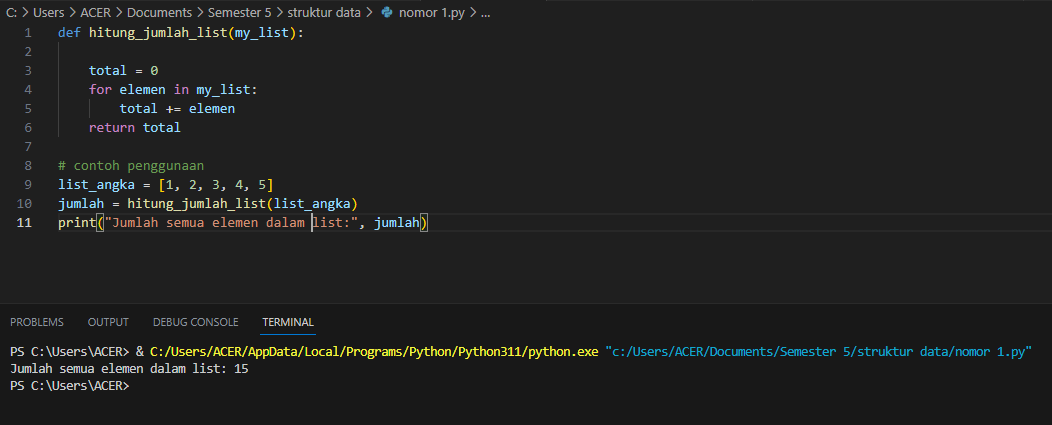 C: > Users > ACER > Documents > Semester 5 > struktur data > nomor 1.py > ...
1 def hitung_jumlah_list(my_list):
2
3 total = 0
4 for elemen in my_list:
5 total += elemen
6 return total
7
8 # contoh penggunaan
9 list_angka = [1, 2, 3, 4, 5]
10 jumlah = hitung_jumlah_list(list_angka)
11 print("Jumlah semua elemen dalam list:", jumlah)
PROBLEMS OUTPUT DEBUG CONSOLE TERMINAL
PS C:\Users\ACER> & C:/Users/ACER/AppData/Local/Programs/Python/Python311/python.exe "c:/Users/ACER/Documents/Semester 5/struktur data/nomor 1.py"
Jumlah semua elemen dalam list: 15
PS C:\Users\ACER>